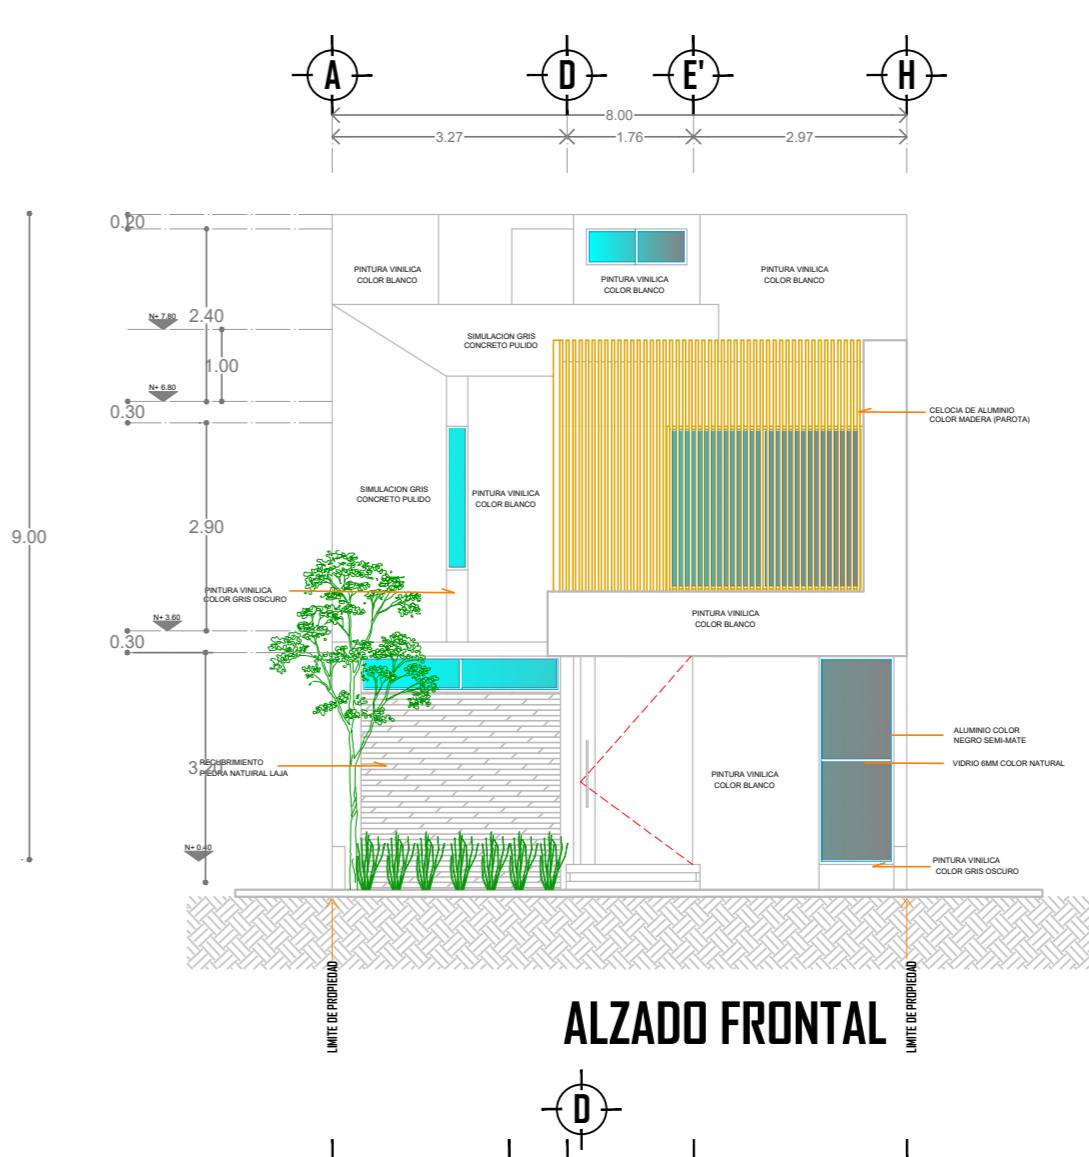 A D E' H
8.00
3.27 1.76 2.97
0.20
PINTURA VINILICA
COLOR BLANCO
PINTURA VINILICA
COLOR BLANCO
PINTURA VINILICA
COLOR BLANCO
N+ 7.80
2.40
SIMULACION GRIS
CONCRETO PULIDO
1.00
N+ 6.80
0.30
CELOCIA DE ALUMINIO
COLOR MADERA (PAROTA)
SIMULACION GRIS
CONCRETO PULIDO
PINTURA VINILICA
COLOR BLANCO
9.00
2.90
PINTURA VINILICA
COLOR GRIS OSCURO
PINTURA VINILICA
COLOR BLANCO
N+ 3.60
0.30
ALUMINIO COLOR
NEGRO SEMI-MATE
VIDRIO 6MM COLOR NATURAL
RECUBRIMIENTO
PIEDRA NATUIRAL LAJA
3.20
PINTURA VINILICA
COLOR BLANCO
N+ 0.40
PINTURA VINILICA
COLOR GRIS OSCURO
LIMITE DE PROPIEDAD
LIMITE DE PROPIEDAD
ALZADO FRONTAL
D